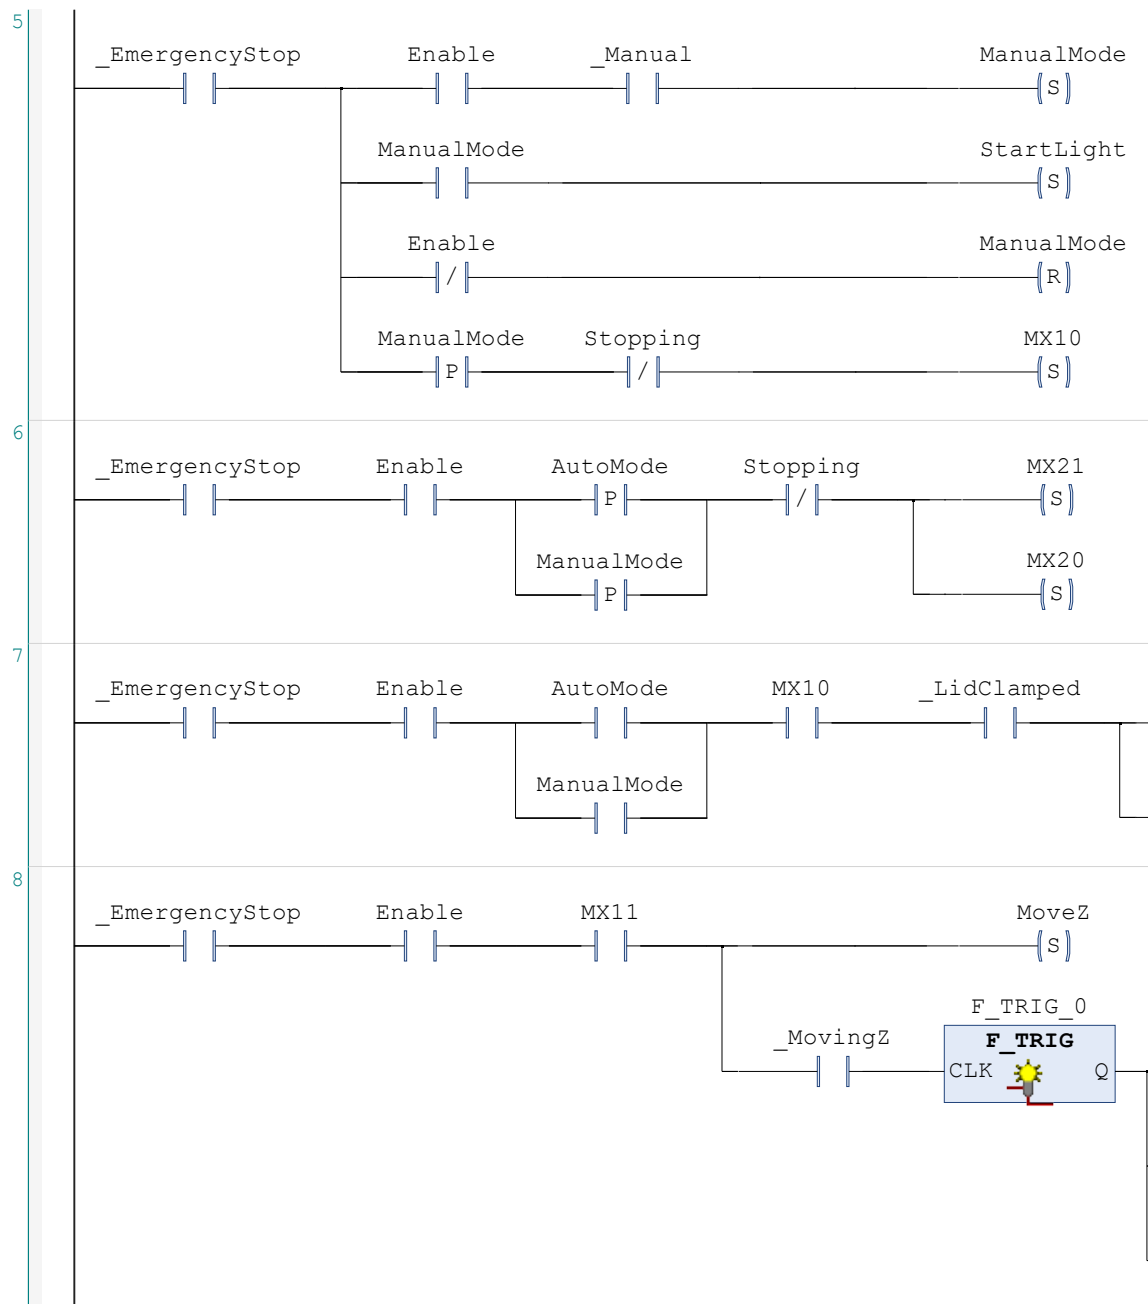 5
_EmergencyStop Enable _Manual ManualMode
S
ManualMode StartLight
S
Enable ManualMode
/ R
ManualMode Stopping MX10
P / S
6
_EmergencyStop Enable AutoMode Stopping MX21
P / S
ManualMode MX20
P S
7
_EmergencyStop Enable AutoMode MX10 _LidClamped
ManualMode
8
_EmergencyStop Enable MX11 MoveZ
S
F_TRIG_0
_MovingZ F_TRIG
CLK Q